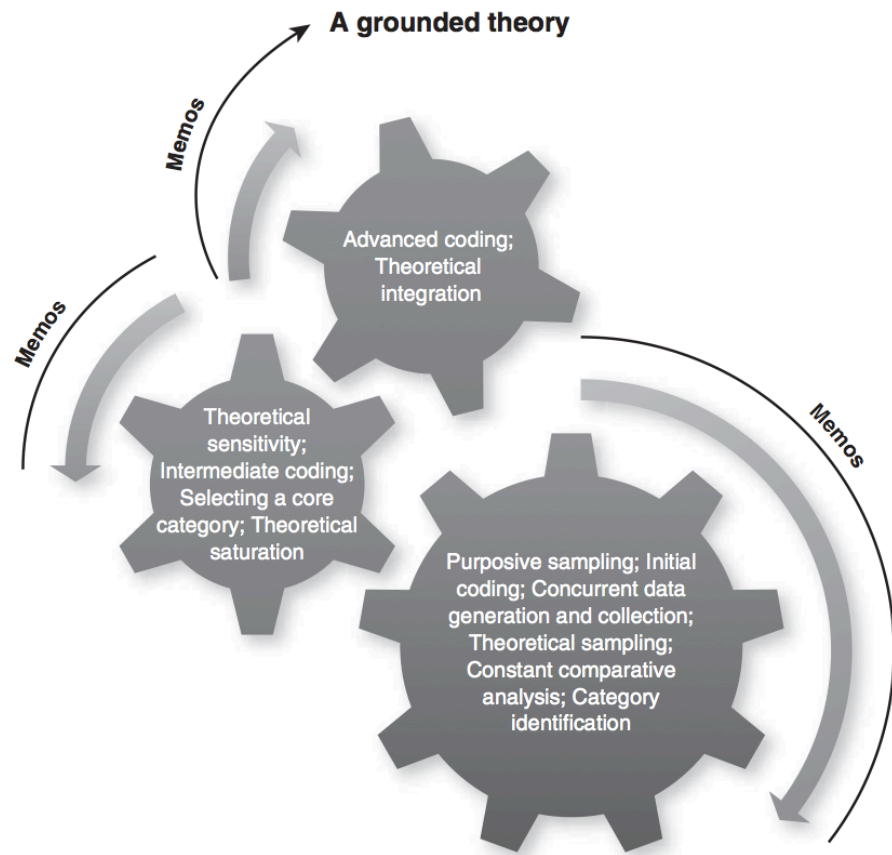 A grounded theory
Memos
Advanced coding;
Theoretical
integration
Memos
Theoretical
sensitivity;
Intermediate coding;
Selecting a core
category; Theoretical
saturation
Memos
Purposive sampling; Initial
coding; Concurrent data
generation and collection;
Theoretical sampling;
Constant comparative
analysis; Category
identification